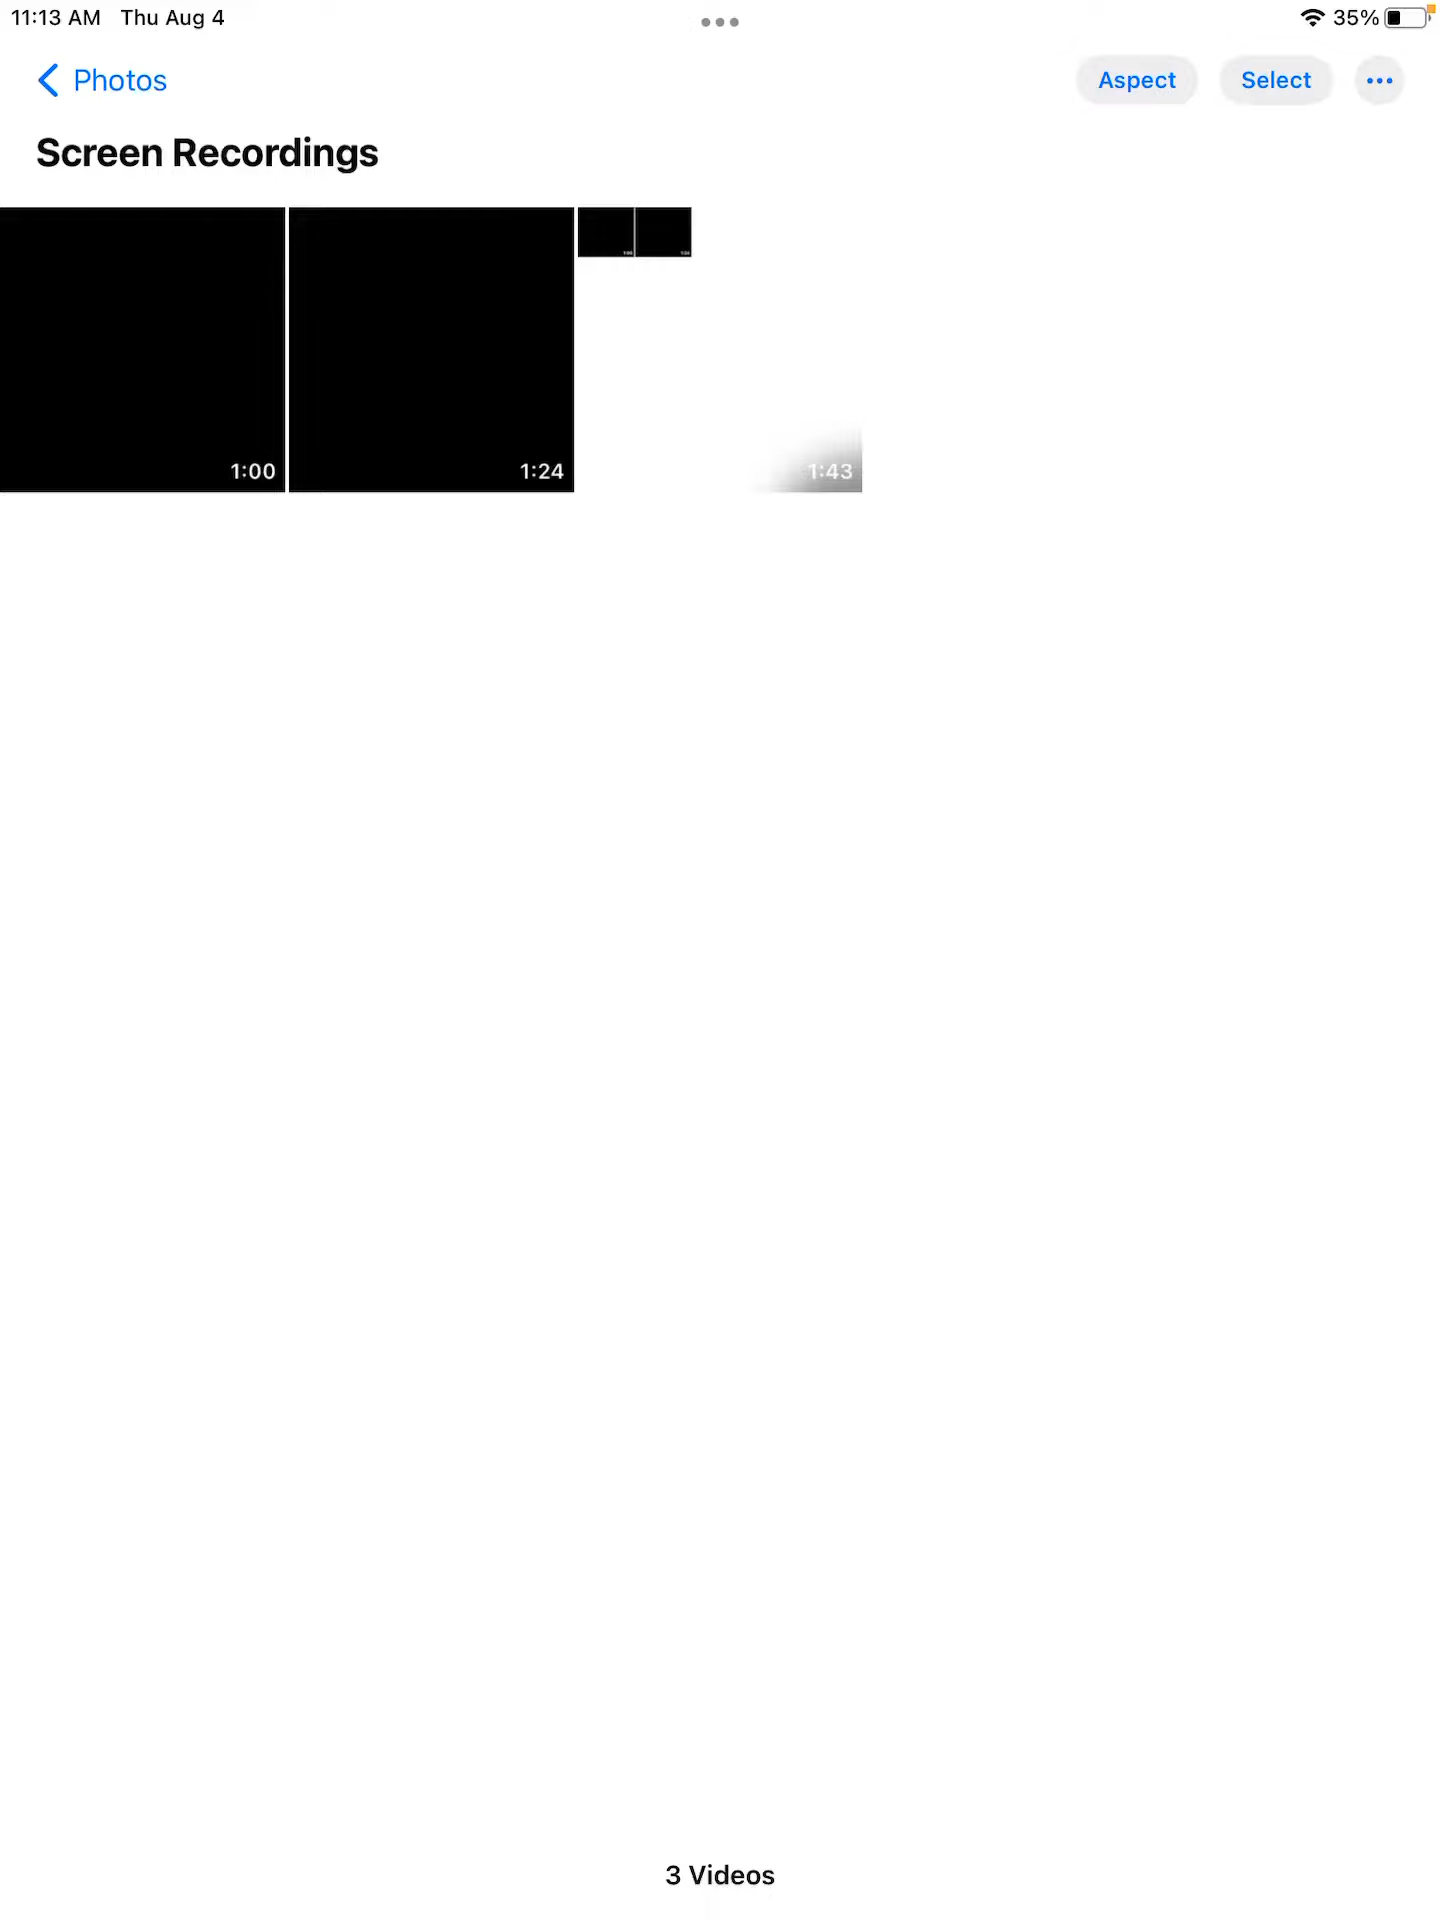 11:13 AM Thu Aug 4
35%
Photos
Aspect
Select
Screen Recordings
1:00
1:24
1:43
3 Videos